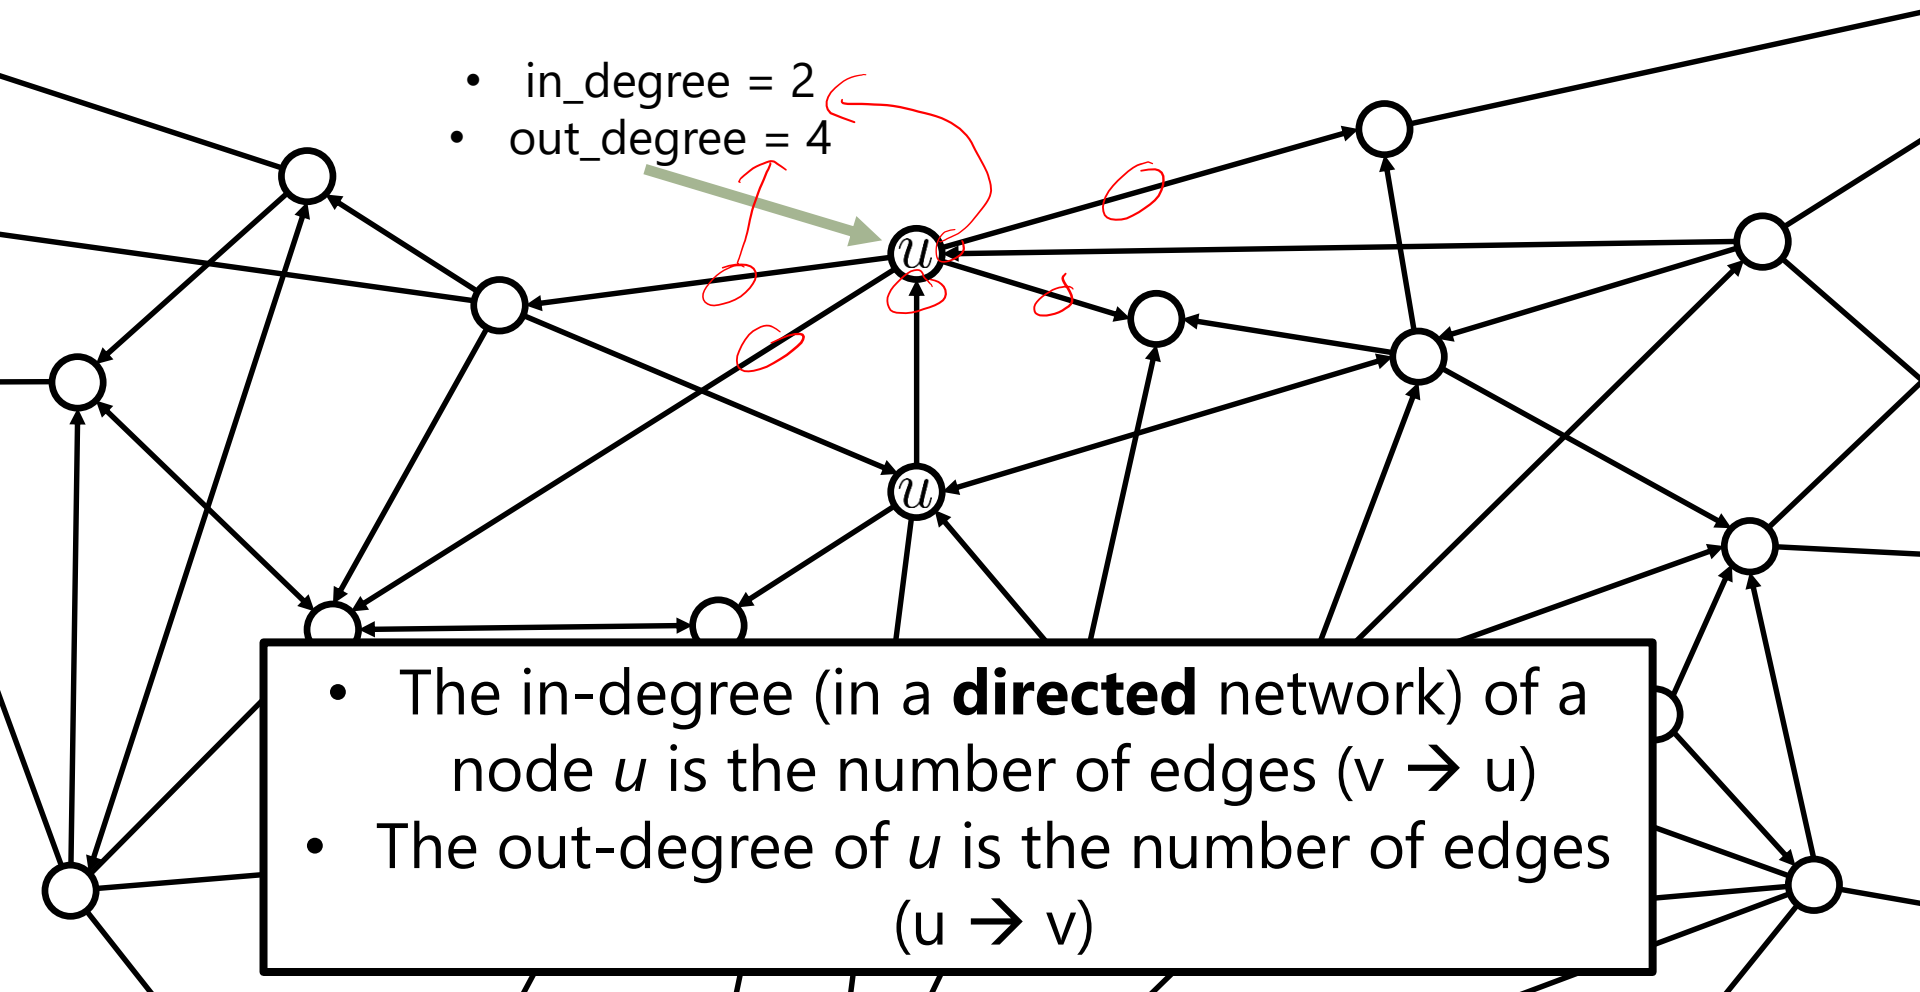 • in_degree = 2
• out_degree = 4
u
u
• The in-degree (in a directed network) of a
node u is the number of edges (v → u)
• The out-degree of u is the number of edges
(u → v)